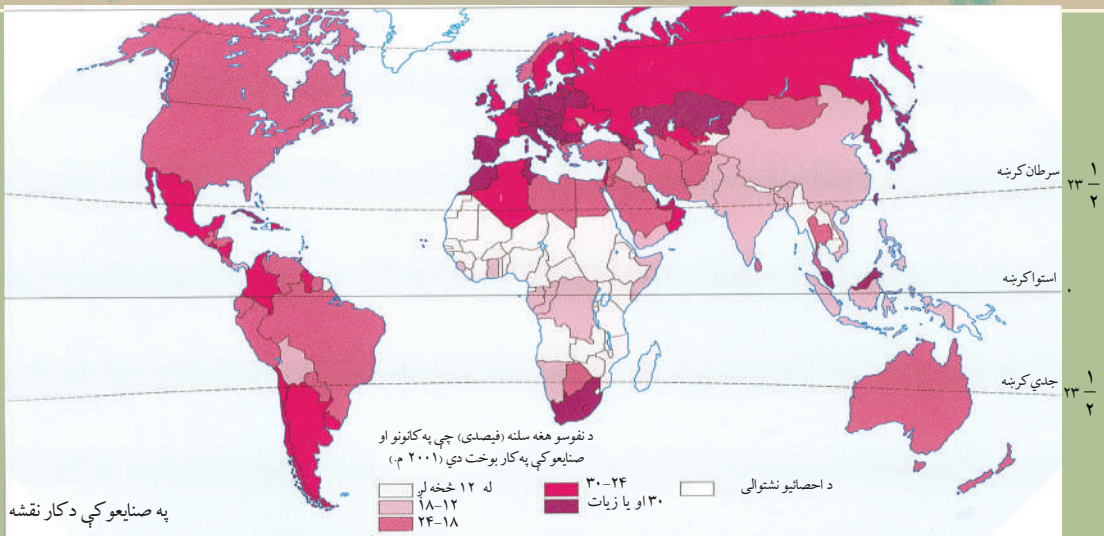 سرطان کرښه
۲۳ ۱/۲
استوا کرښه
۰
جدي کرښه
۲۳ ۱/۲
د نفوسو هغه سلنه (فیصدی) چې په کانونو او
صنایعو کې په کار بوخت دي (۲۰۰۱ م.)
له ۱۲ څخه لږ
۱۸-۱۲
۲۴-۱۸
۳۰-۲۴
۳۰ او یا زیات
د احصائیو نشتوالی
په صنایعو کې د کار نقشه